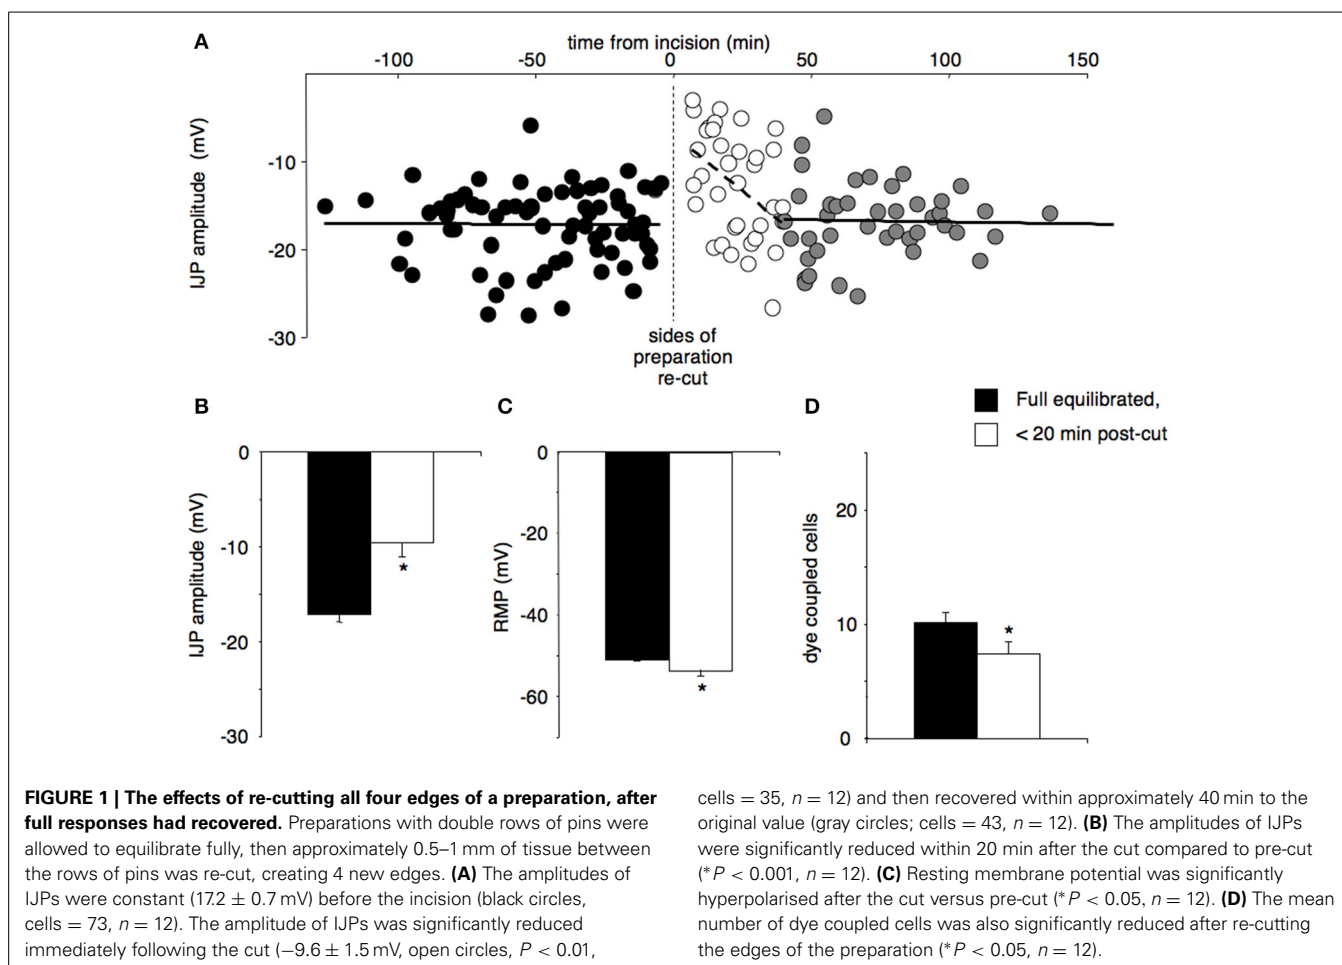 A
time from incision (min)
-100 -50 0 50 100 150
IJP amplitude (mV)
-10
-20
-30
sides of
preparation
re-cut
B
IJP amplitude (mV)
0
-10
-20
-30
C
RMP (mV)
0
-20
-40
-60
*
*
D
Full equilibrated,
< 20 min post-cut
dye coupled cells
20
10
0
*
FIGURE 1 | The effects of re-cutting all four edges of a preparation, after
full responses had recovered. Preparations with double rows of pins were
allowed to equilibrate fully, then approximately 0.5–1 mm of tissue between
the rows of pins was re-cut, creating 4 new edges. (A) The amplitudes of
IJPs were constant (17.2 ± 0.7 mV) before the incision (black circles,
cells = 73, n = 12). The amplitude of IJPs was significantly reduced
immediately following the cut (−9.6 ± 1.5 mV, open circles, P < 0.01,
cells = 35, n = 12) and then recovered within approximately 40 min to the
original value (gray circles; cells = 43, n = 12). (B) The amplitudes of IJPs
were significantly reduced within 20 min after the cut compared to pre-cut
(*P < 0.001, n = 12). (C) Resting membrane potential was significantly
hyperpolarised after the cut versus pre-cut (*P < 0.05, n = 12). (D) The mean
number of dye coupled cells was also significantly reduced after re-cutting
the edges of the preparation (*P < 0.05, n = 12).